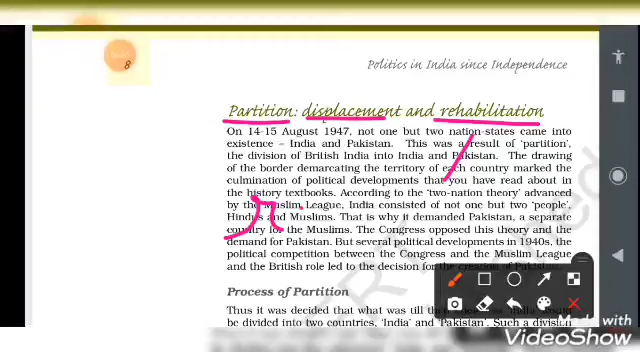 8
Politics in India since Independence
Partition: displacement and rehabilitation
On 14-15 August 1947, not one but two nation-states came into
existence – India and Pakistan. This was a result of ‘partition’,
the division of British India into India and Pakistan. The drawing
of the border demarcating the territory of each country marked the
culmination of political developments that you have read about in
the history textbooks. According to the ‘two-nation theory’ advanced
by the Muslim League, India consisted of not one but two ‘people’,
Hindus and Muslims. That is why it demanded Pakistan, a separate
country for the Muslims. The Congress opposed this theory and the
demand for Pakistan. But several political developments in 1940s, the
political competition between the Congress and the Muslim League
and the British role led to the decision for the creation of Pakistan.
Process of Partition
Thus it was decided that what was till then
be divided into two countries, ‘India’ and ‘Pakistan’. Such a division
Made with
VideoShow